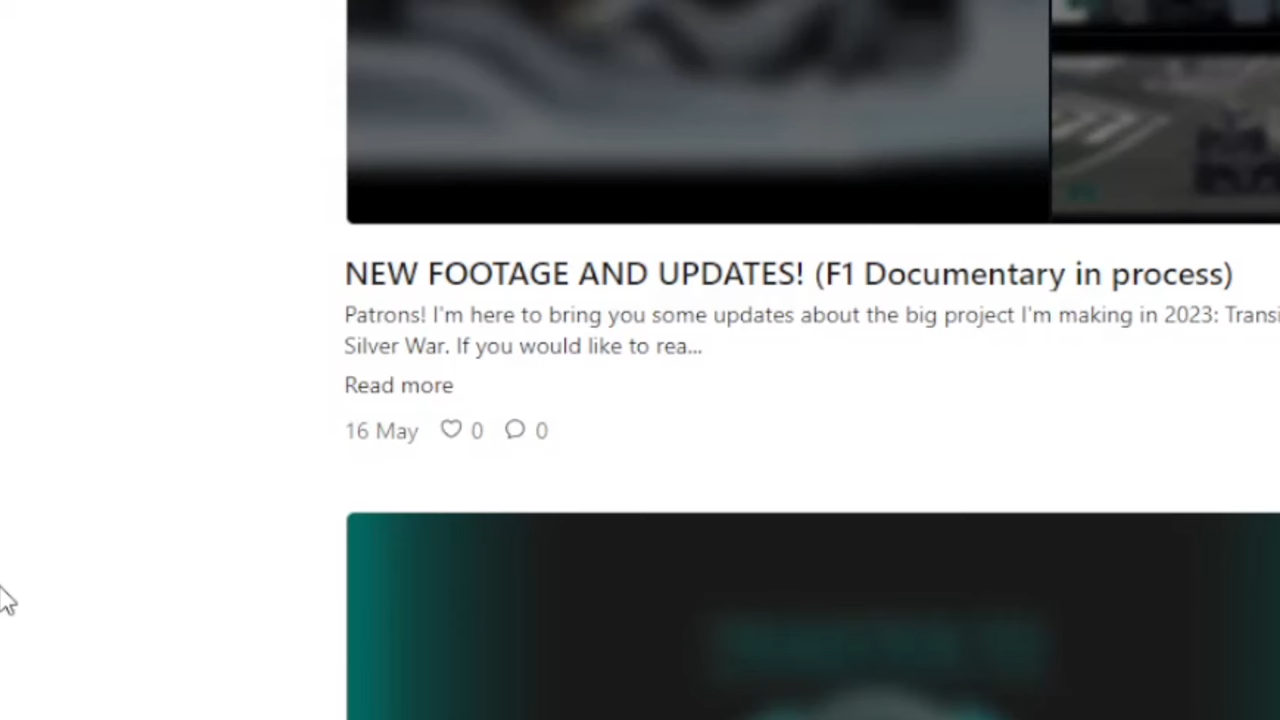 NEW FOOTAGE AND UPDATES! (F1 Documentary in process)
Patrons! I'm here to bring you some updates about the big project I'm making in 2023: Transi
Silver War. If you would like to rea...
Read more
16 May 0 0